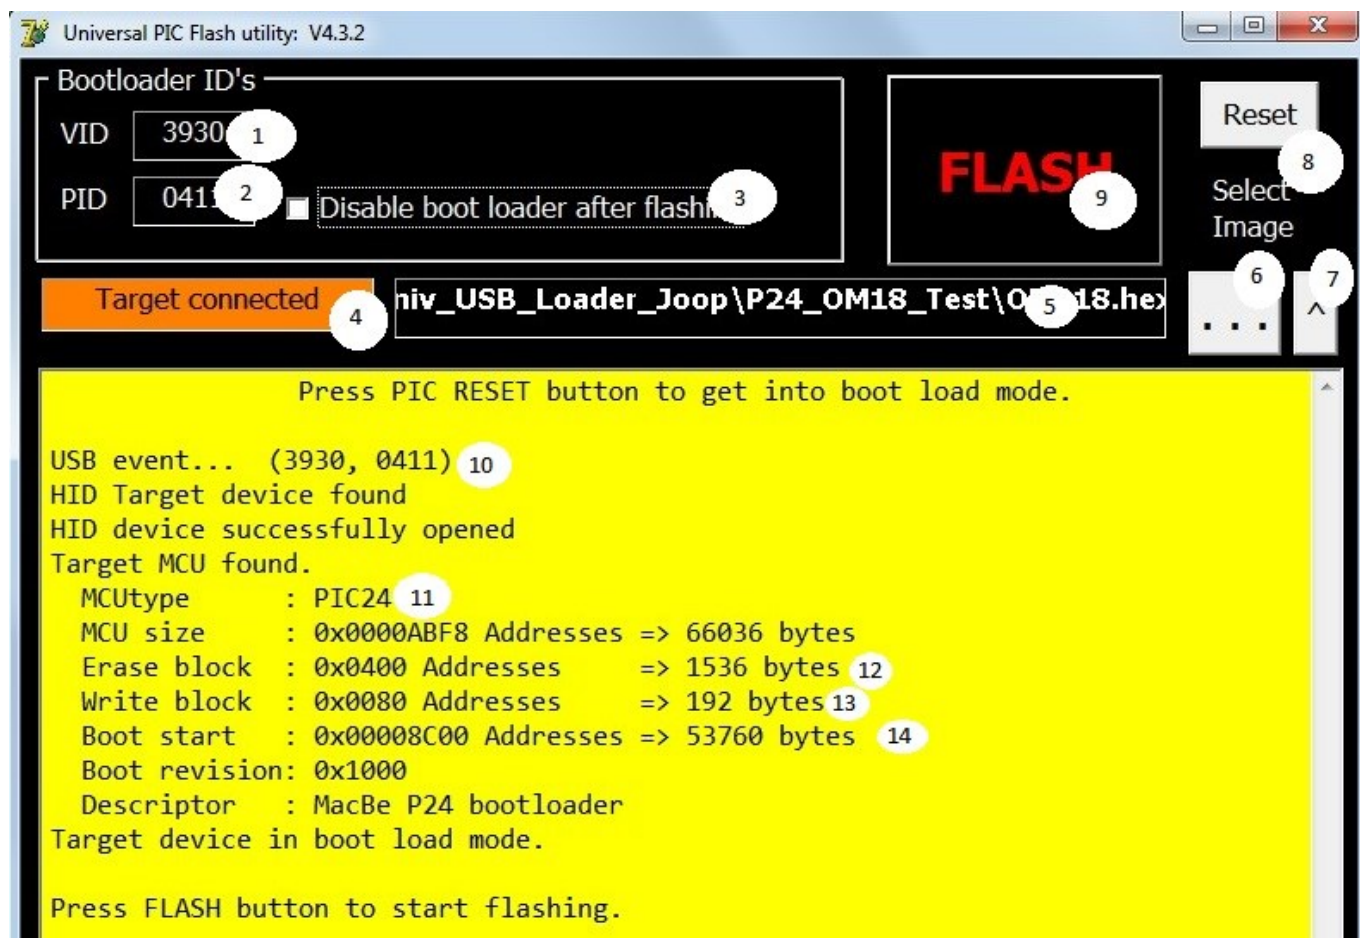 Universal PIC Flash utility: V4.3.2
Bootloader ID's
VID 3930 1
PID 0411 2
Disable boot loader after 3
FLASH 9
Reset
8
Select
Image
Target connected 4
niv_USB_Loader_Joop\P24_OM18_Test\ 5 18.hex
6
. . .
7
^
Press PIC RESET button to get into boot load mode.
USB event... (3930, 0411) 10
HID Target device found
HID device successfully opened
Target MCU found.
MCUtype : PIC24 11
MCU size : 0x0000ABF8 Addresses => 66036 bytes
Erase block : 0x0400 Addresses => 1536 bytes 12
Write block : 0x0080 Addresses => 192 bytes 13
Boot start : 0x00008C00 Addresses => 53760 bytes 14
Boot revision: 0x1000
Descriptor : MacBe P24 bootloader
Target device in boot load mode.
Press FLASH button to start flashing.